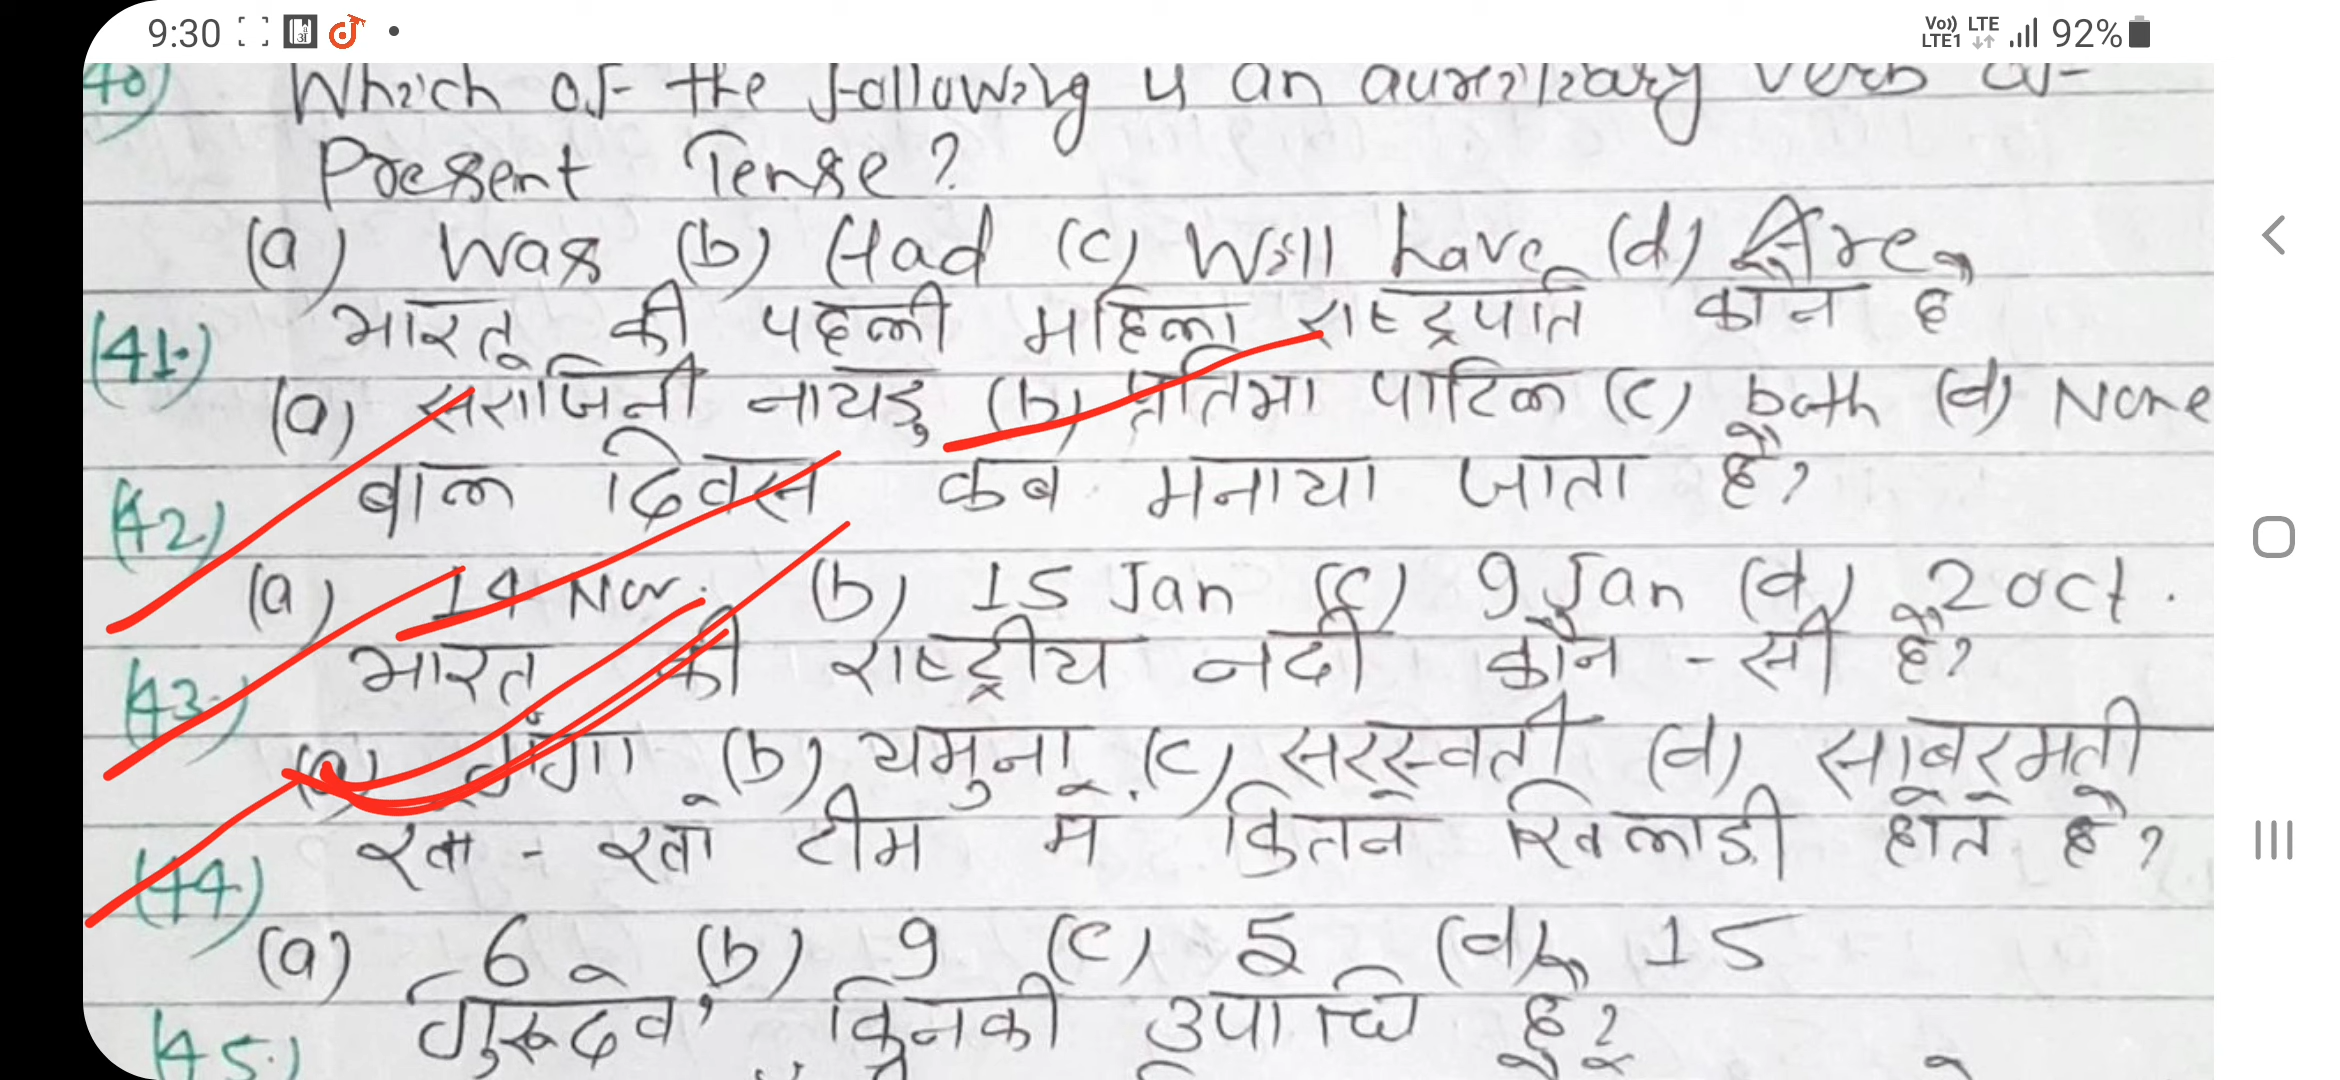 9:30 Vo)) LTE LTE1 92%
40) Which of the following is an auxiliary verb of
Present Tense?
(a) Was (b) Had (c) Will have (d) Are
(41.) भारत की पहली महिला राष्ट्रपति कौन है
(a) सरोजिनी नायडु (b) प्रतिभा पाटिल (c) both (d) None
(42) बाल दिवस कब मनाया जाता है?
(a) 14 Nov. (b) 15 Jan (c) 9 Jan (d) 2 oct.
(43.) भारत की राष्ट्रीय नदी कौन-सी है?
(a) गंगा (b) यमुना (c) सरस्वती (d) साबरमती
(44.) खो-खो टीम में कितने खिलाडी होते है?
(a) 6 (b) 9 (c) 5 (d) 15
(45.) गुरूदेव' किनकी उपाधि है?